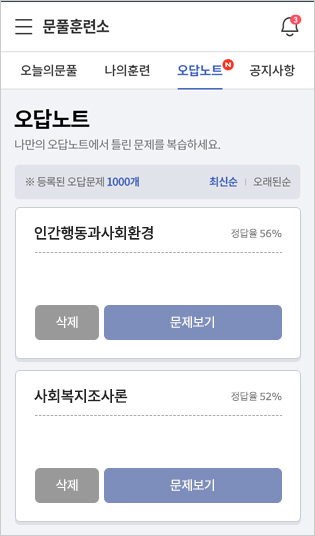 문풀훈련소
3
오늘의문풀 나의훈련 오답노트 N 공지사항
오답노트
나만의 오답노트에서 틀린 문제를 복습하세요.
※ 등록된 오답문제 1000개 최신순 | 오래된순
인간행동과사회환경 정답율 56%
삭제 문제보기
사회복지조사론 정답율 52%
삭제 문제보기